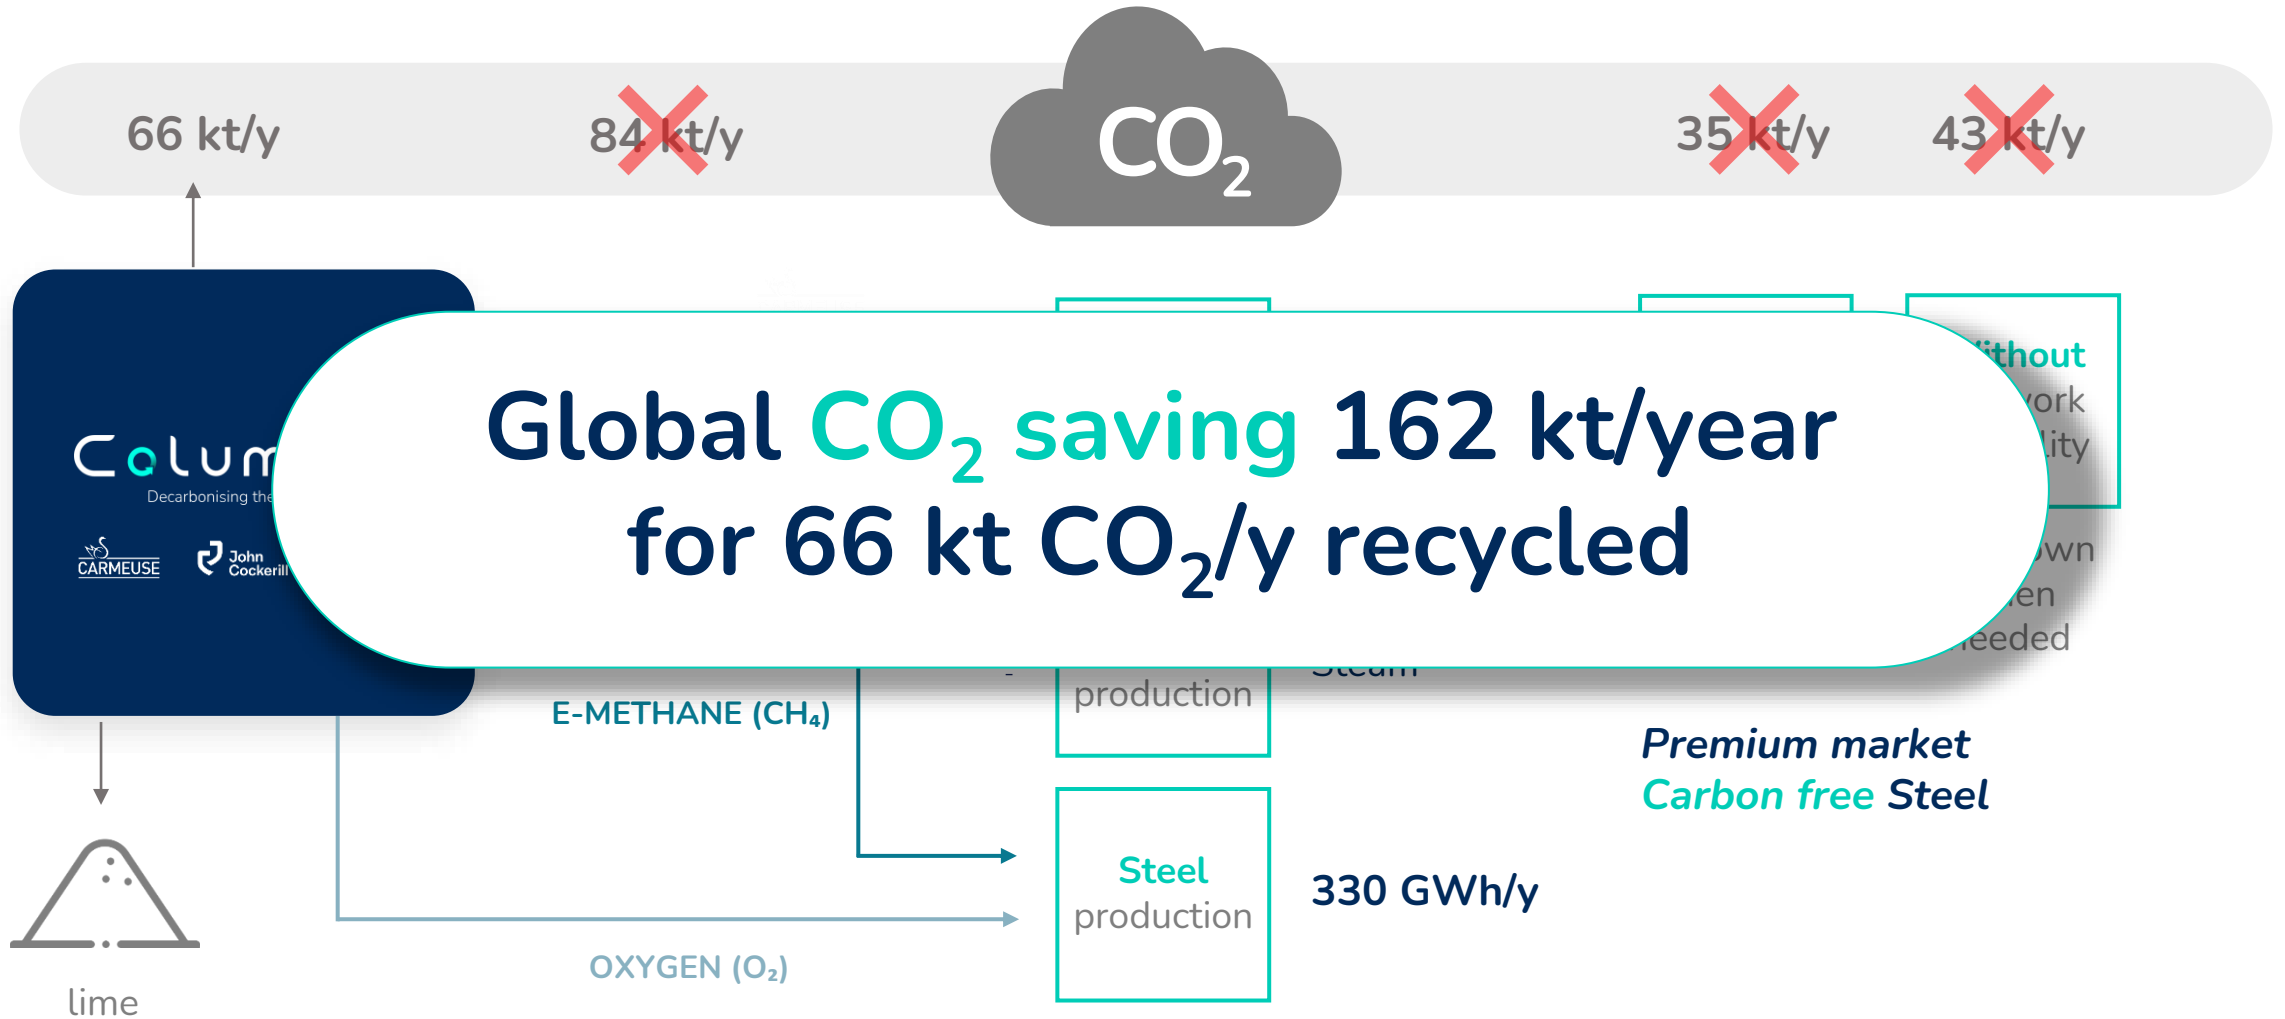 66 kt/y
84 kt/y
CO₂
35 kt/y
43 kt/y
Global CO₂ saving 162 kt/year
for 66 kt CO₂/y recycled
Decarbonising the
CARMEUSE
John
Cockerill
production
E-METHANE (CH₄)
Premium market
Carbon free Steel
Steel
production
330 GWh/y
OXYGEN (O₂)
lime